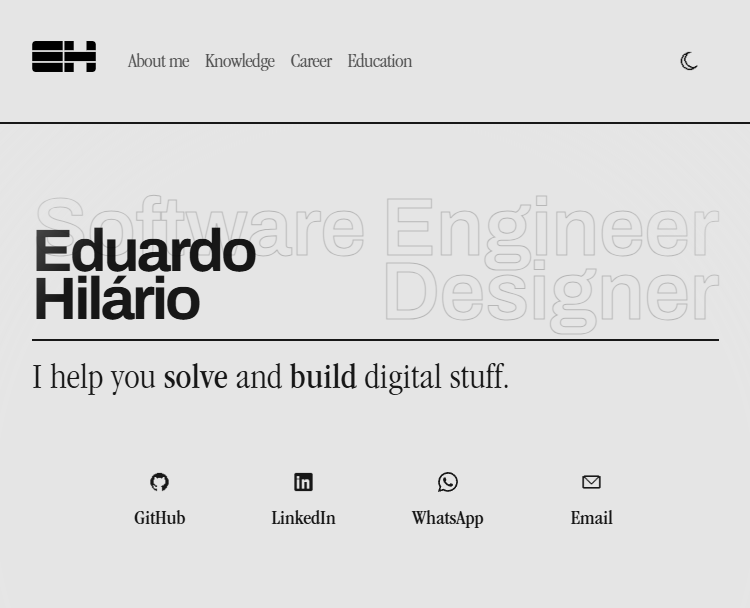 EH
About me Knowledge Career Education
Software Engineer
Designer
Eduardo
Hilário
I help you solve and build digital stuff.
GitHub LinkedIn WhatsApp Email